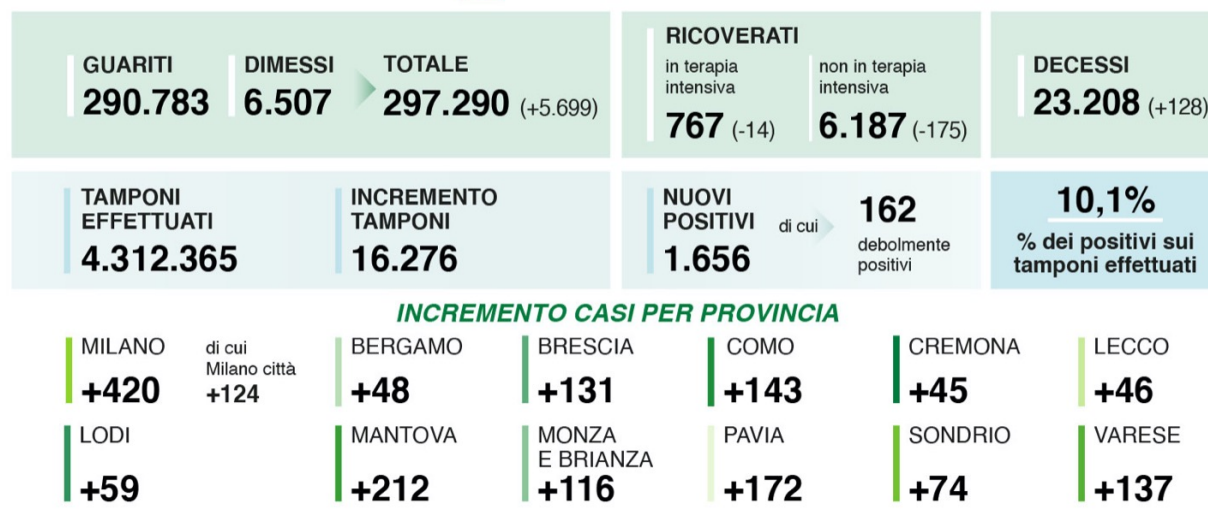 GUARITI
290.783
DIMESSI
6.507
TOTALE
297.290 (+5.699)
RICOVERATI
in terapia
intensiva
767 (-14)
non in terapia
intensiva
6.187 (-175)
DECESSI
23.208 (+128)
TAMPONI
EFFETTUATI
4.312.365
INCREMENTO
TAMPONI
16.276
NUOVI
POSITIVI
1.656
di cui
162
debolmente
positivi
10,1%
% dei positivi sui
tamponi effettuati
INCREMENTO CASI PER PROVINCIA
MILANO
+420
di cui
Milano città
+124
BERGAMO
+48
BRESCIA
+131
COMO
+143
CREMONA
+45
LECCO
+46
LODI
+59
MANTOVA
+212
MONZA
E BRIANZA
+116
PAVIA
+172
SONDRIO
+74
VARESE
+137